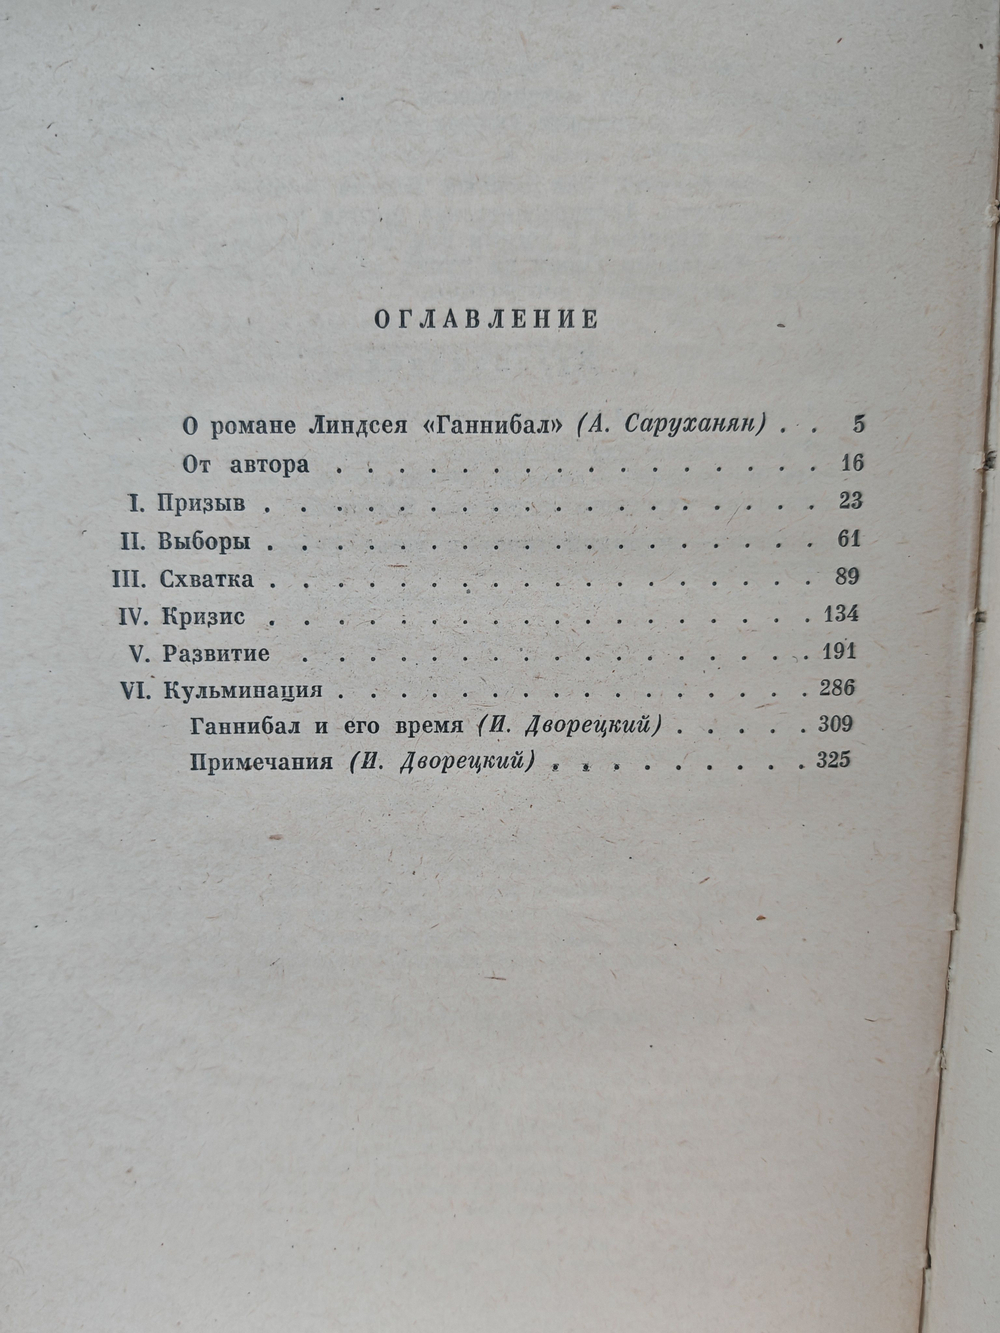 ОГЛАВЛЕНИЕ
О романе Линдсея «Ганнибал» (А. Саруханян) . . 5
От автора . . . . . . . . . . . . . . . 16
I. Призыв . . . . . . . . . . . . . . . . 23
II. Выборы . . . . . . . . . . . . . . . . 61
III. Схватка . . . . . . . . . . . . . . . . 89
IV. Кризис . . . . . . . . . . . . . . . . 134
V. Развитие . . . . . . . . . . . . . . . 191
VI. Кульминация . . . . . . . . . . . . . . 286
Ганнибал и его время (И. Дворецкий) . . . . . 309
Примечания (И. Дворецкий) . . . . . . . . . 325